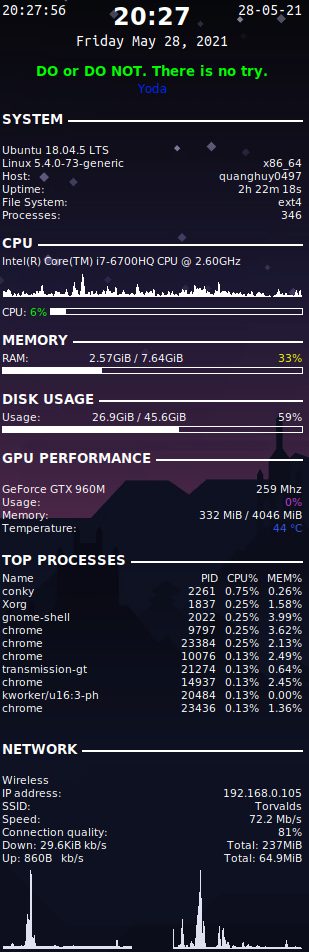 20:27:56 20:27 28-05-21
Friday May 28, 2021
DO or DO NOT. There is no try.
Yoda
SYSTEM
Ubuntu 18.04.5 LTS
Linux 5.4.0-73-generic x86_64
Host: quanghuy0497
Uptime: 2h 22m 18s
File System: ext4
Processes: 346
CPU
Intel(R) Core(TM) i7-6700HQ CPU @ 2.60GHz
CPU: 6%
MEMORY
RAM: 2.57GiB / 7.64GiB 33%
DISK USAGE
Usage: 26.9GiB / 45.6GiB 59%
GPU PERFORMANCE
GeForce GTX 960M 259 Mhz
Usage: 0%
Memory: 332 MiB / 4046 MiB
Temperature: 44 °C
TOP PROCESSES
Name PID CPU% MEM%
conky 2261 0.75% 0.26%
Xorg 1837 0.25% 1.58%
gnome-shell 2022 0.25% 3.99%
chrome 9797 0.25% 3.62%
chrome 23384 0.25% 2.13%
chrome 10076 0.13% 2.49%
transmission-gt 21274 0.13% 0.64%
chrome 14937 0.13% 2.45%
kworker/u16:3-ph 20484 0.13% 0.00%
chrome 23436 0.13% 1.36%
NETWORK
Wireless
IP address: 192.168.0.105
SSID: Torvalds
Speed: 72.2 Mb/s
Connection quality: 81%
Down: 29.6KiB kb/s Total: 237MiB
Up: 860B kb/s Total: 64.9MiB